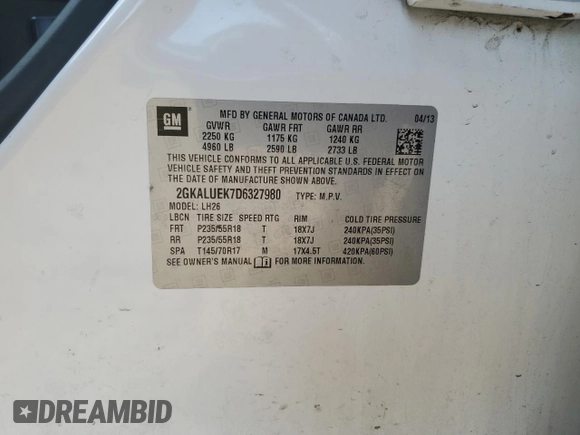 GM
MFD BY GENERAL MOTORS OF CANADA LTD. 04/13
GVWR GAWR FRT GAWR RR
2250 KG 1175 KG 1240 KG
4960 LB 2590 LB 2733 LB
THIS VEHICLE CONFORMS TO ALL APPLICABLE U.S. FEDERAL MOTOR
VEHICLE SAFETY AND THEFT PREVENTION STANDARDS IN EFFECT ON
THE DATE OF MANUFACTURE SHOWN ABOVE.
2GKALUEK7D6327980 TYPE: M.P.V.
MODEL: LH26
LBCN TIRE SIZE SPEED RTG RIM COLD TIRE PRESSURE
FRT P235/55R18 T 18X7J 240KPA(35PSI)
RR P235/55R18 T 18X7J 240KPA(35PSI)
SPA T145/70R17 M 17X4.5T 420KPA(60PSI)
SEE OWNER'S MANUAL FOR MORE INFORMATION.
DREAMBID